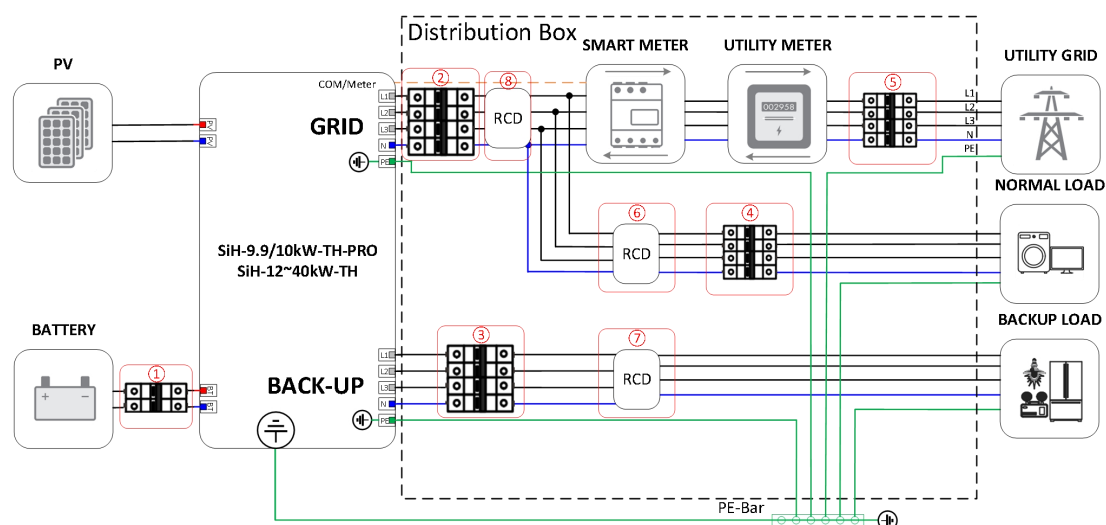 Distribution Box
SMART METER
UTILITY METER
UTILITY GRID
PV
COM/Meter
②
⑧
⑤
L1
L2
L3
N
PE
GRID
L1
L2
L3
N
PE
RCD
002958
NORMAL LOAD
⑥
④
RCD
SiH-9.9/10kW-TH-PRO
SiH-12~40kW-TH
BATTERY
①
+ −
BACK-UP
L1
L2
L3
N
PE
③
⑦
RCD
BACKUP LOAD
PE-Bar